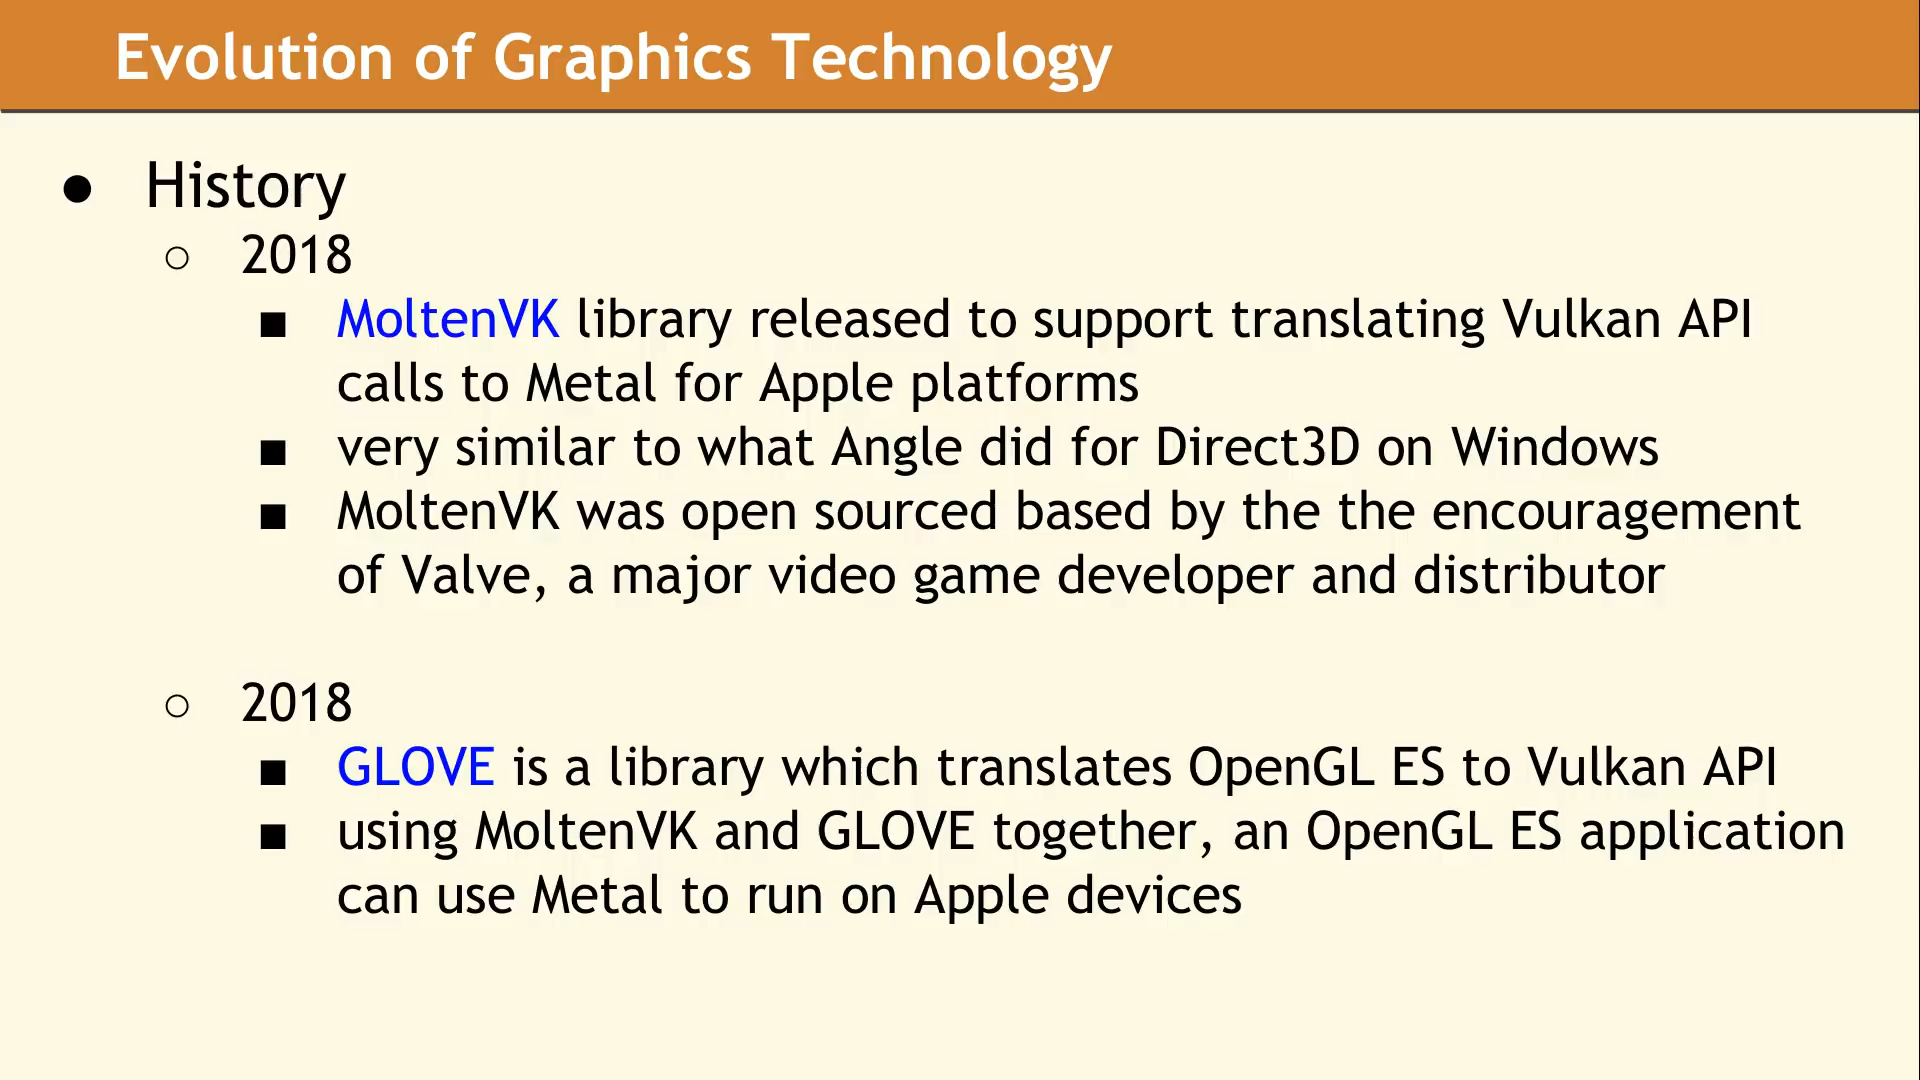 Evolution of Graphics Technology
● History
○ 2018
■ MoltenVK library released to support translating Vulkan API
calls to Metal for Apple platforms
■ very similar to what Angle did for Direct3D on Windows
■ MoltenVK was open sourced based by the the encouragement
of Valve, a major video game developer and distributor
○ 2018
■ GLOVE is a library which translates OpenGL ES to Vulkan API
■ using MoltenVK and GLOVE together, an OpenGL ES application
can use Metal to run on Apple devices